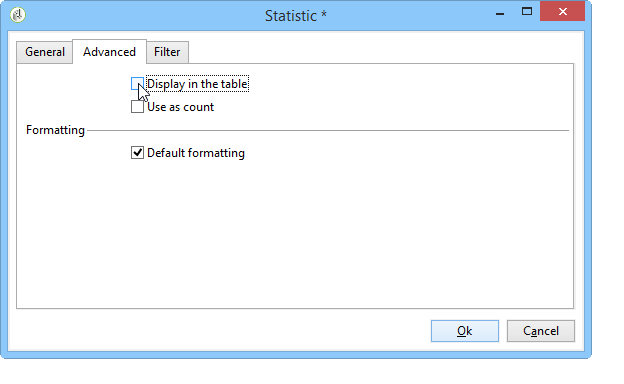 Statistic *
General Advanced Filter
Display in the table
Use as count
Formatting
Default formatting
Ok Cancel